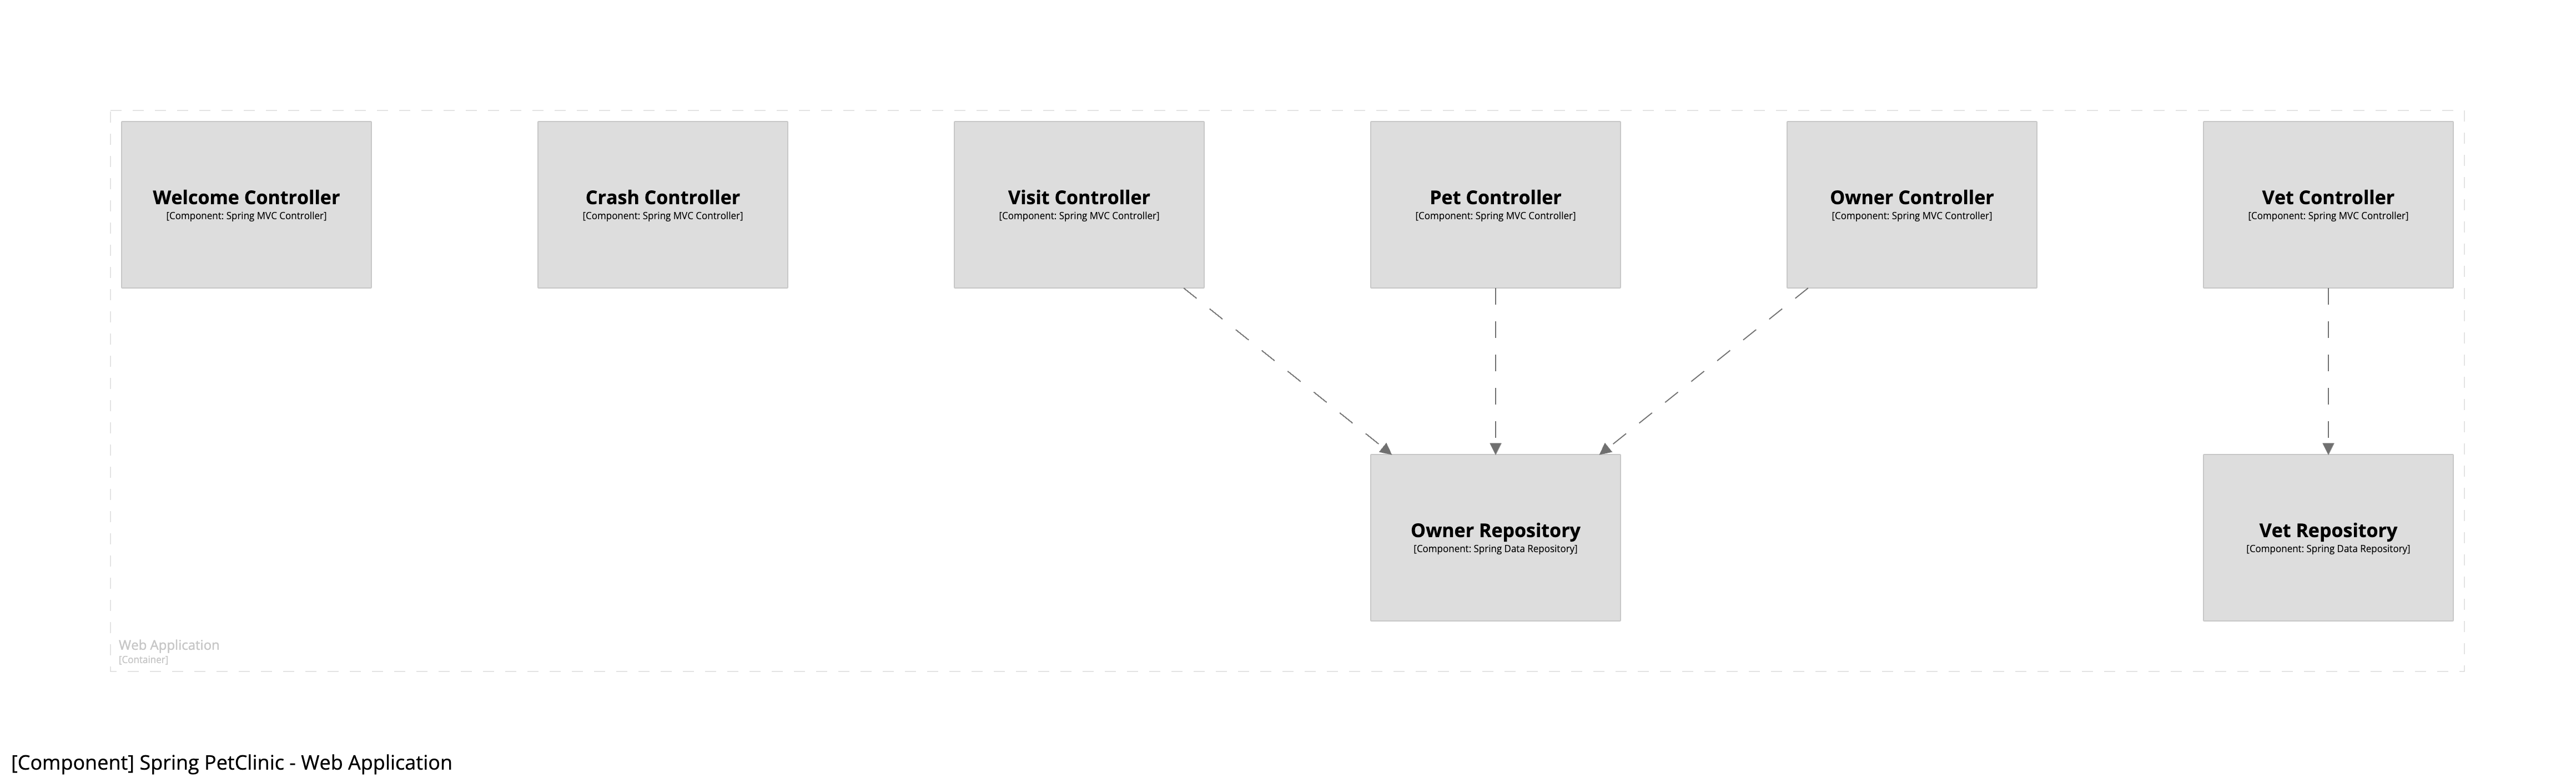 Welcome Controller
[Component: Spring MVC Controller]
Crash Controller
[Component: Spring MVC Controller]
Visit Controller
[Component: Spring MVC Controller]
Pet Controller
[Component: Spring MVC Controller]
Owner Controller
[Component: Spring MVC Controller]
Vet Controller
[Component: Spring MVC Controller]
Owner Repository
[Component: Spring Data Repository]
Vet Repository
[Component: Spring Data Repository]
Web Application
[Container]
[Component] Spring PetClinic - Web Application